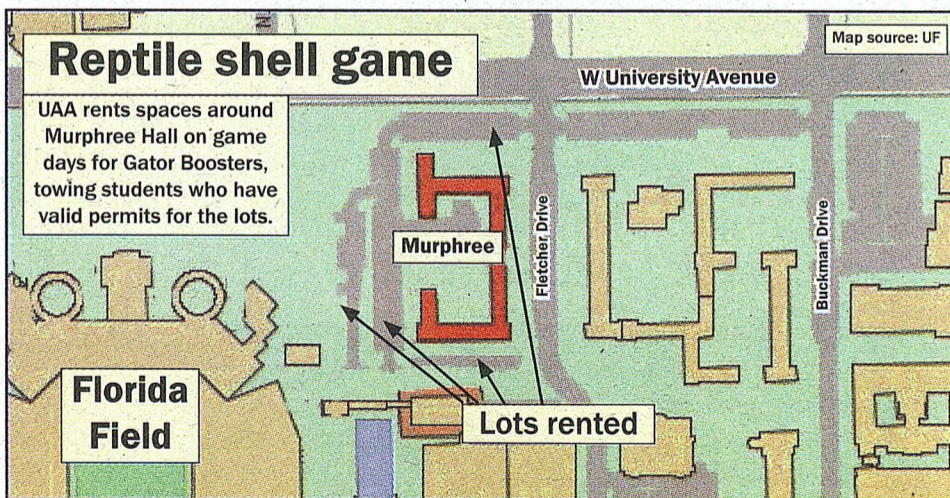 Reptile shell game
Map source: UF
W University Avenue
UAA rents spaces around
Murphree Hall on game
days for Gator Boosters,
towing students who have
valid permits for the lots.
Murphree
Fletcher Drive
Buckman Drive
Florida
Field
Lots rented